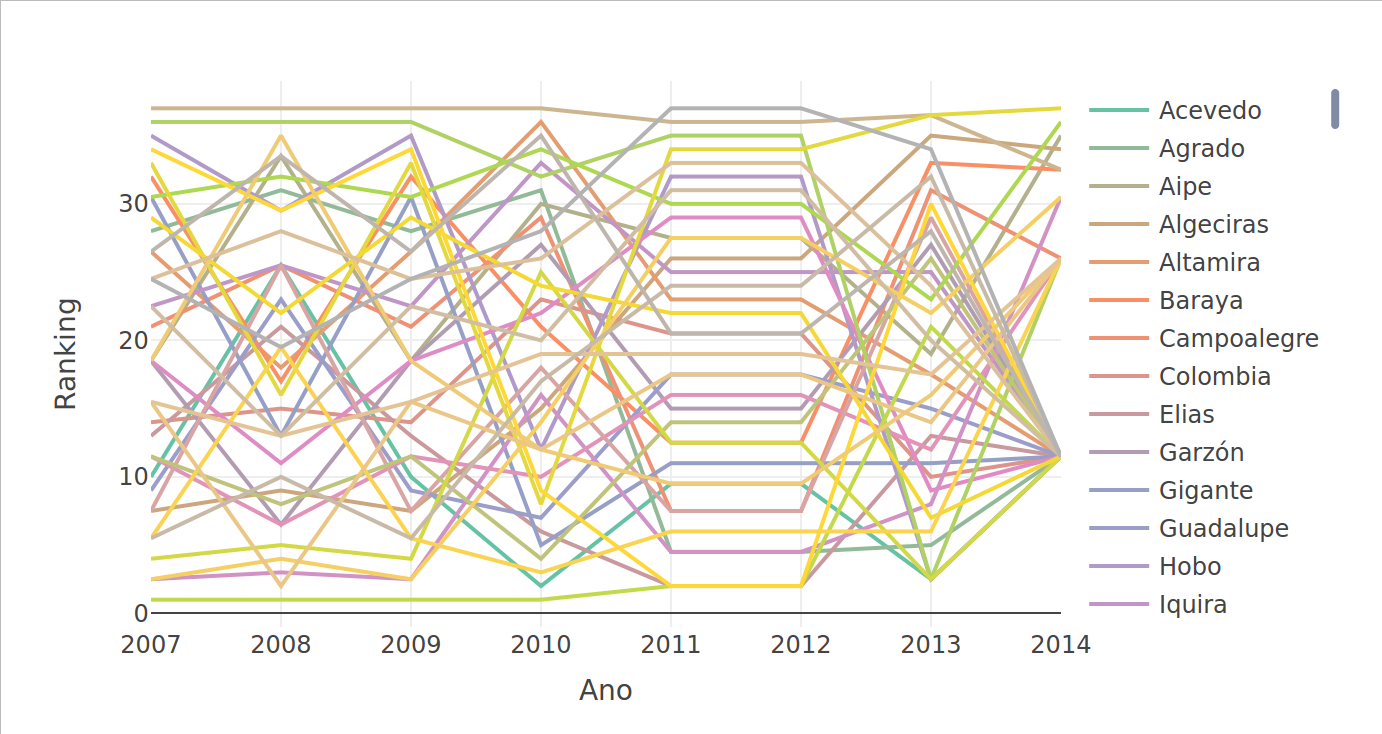 Ranking
30
20
10
0
2007 2008 2009 2010 2011 2012 2013 2014
Ano
Acevedo
Agrado
Aipe
Algeciras
Altamira
Baraya
Campoalegre
Colombia
Elias
Garzón
Gigante
Guadalupe
Hobo
Iquira